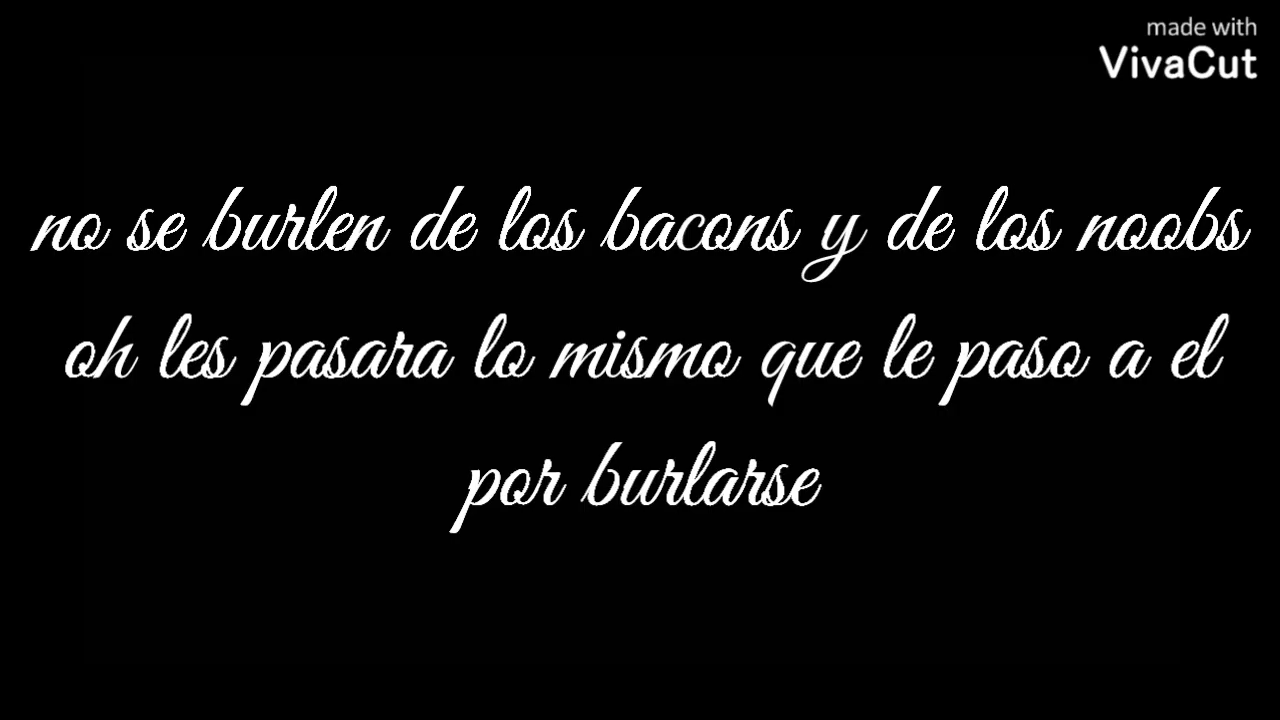 made with
VivaCut
no se burlen de los bacons y de los noobs
oh les pasara lo mismo que le paso a el
por burlarse